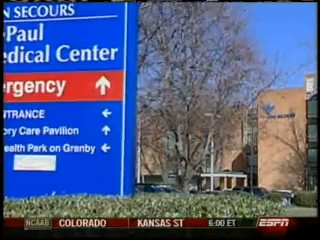 N SECOURS
Paul
edical Center
ergency
NTRANCE
ory Care Pavilion
ealth Park on Granby
NCAAB COLORADO KANSAS ST 6:00 ET ESPN